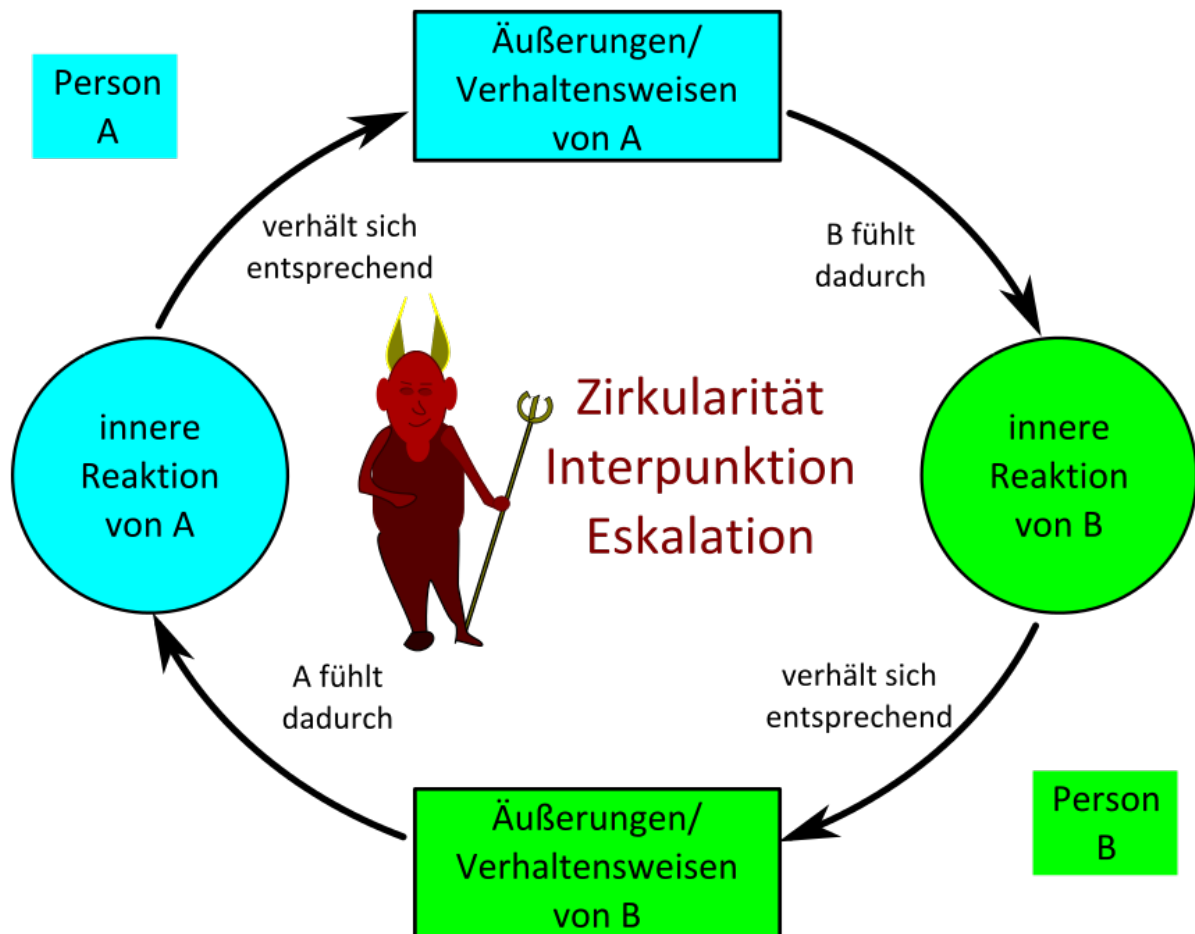 Person
A
Äußerungen/
Verhaltensweisen
von A
verhält sich
entsprechend
B fühlt
dadurch
innere
Reaktion
von A
Zirkularität
Interpunktion
Eskalation
innere
Reaktion
von B
A fühlt
dadurch
verhält sich
entsprechend
Äußerungen/
Verhaltensweisen
von B
Person
B